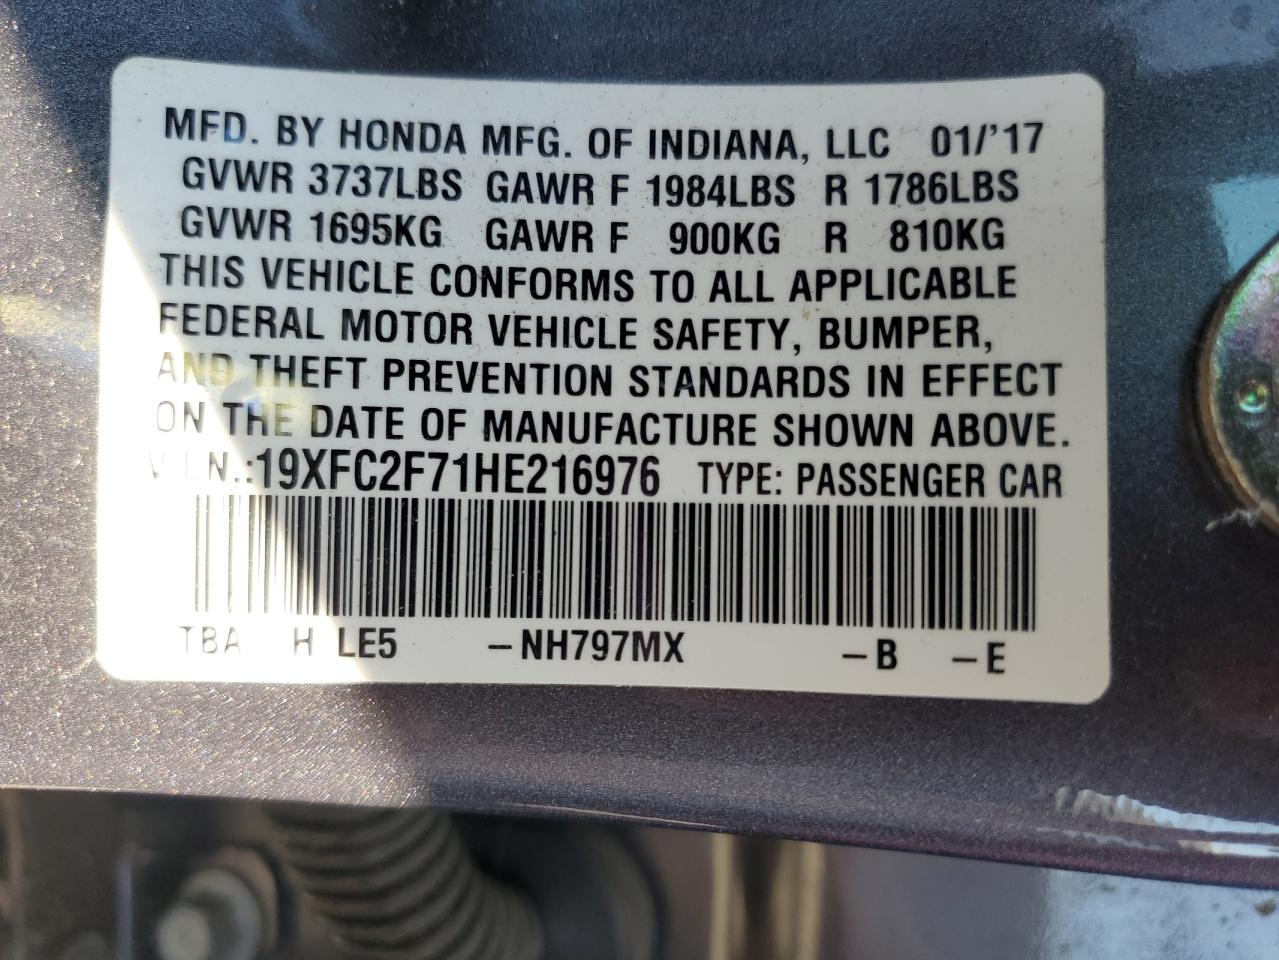 MFD. BY HONDA MFG. OF INDIANA, LLC 01/'17
GVWR 3737LBS GAWR F 1984LBS R 1786LBS
GVWR 1695KG GAWR F 900KG R 810KG
THIS VEHICLE CONFORMS TO ALL APPLICABLE
FEDERAL MOTOR VEHICLE SAFETY, BUMPER,
AND THEFT PREVENTION STANDARDS IN EFFECT
ON THE DATE OF MANUFACTURE SHOWN ABOVE.
V.I.N.:19XFC2F71HE216976 TYPE: PASSENGER CAR
TBA H LE5 -NH797MX -B -E